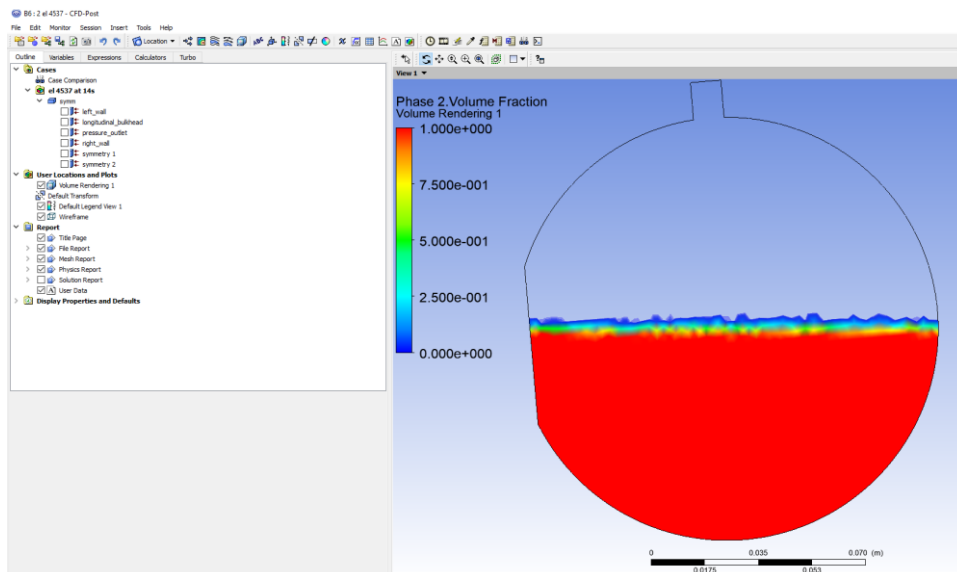 B6 : 2 el 4537 - CFD-Post
File Edit Monitor Session Insert Tools Help
Location
Outline Variables Expressions Calculators Turbo
Cases
Case Comparison
el 4537 at 14s
symm
left_wall
longitudinal_bulkhead
pressure_outlet
right_wall
symmetry 1
symmetry 2
User Locations and Plots
Volume Rendering 1
Default Transform
Default Legend View 1
Wireframe
Report
Title Page
File Report
Mesh Report
Physics Report
Solution Report
User Data
Display Properties and Defaults
View 1
Phase 2.Volume Fraction
Volume Rendering 1
1.000e+000
7.500e-001
5.000e-001
2.500e-001
0.000e+000
0 0.035 0.070 (m)
0.0175 0.053